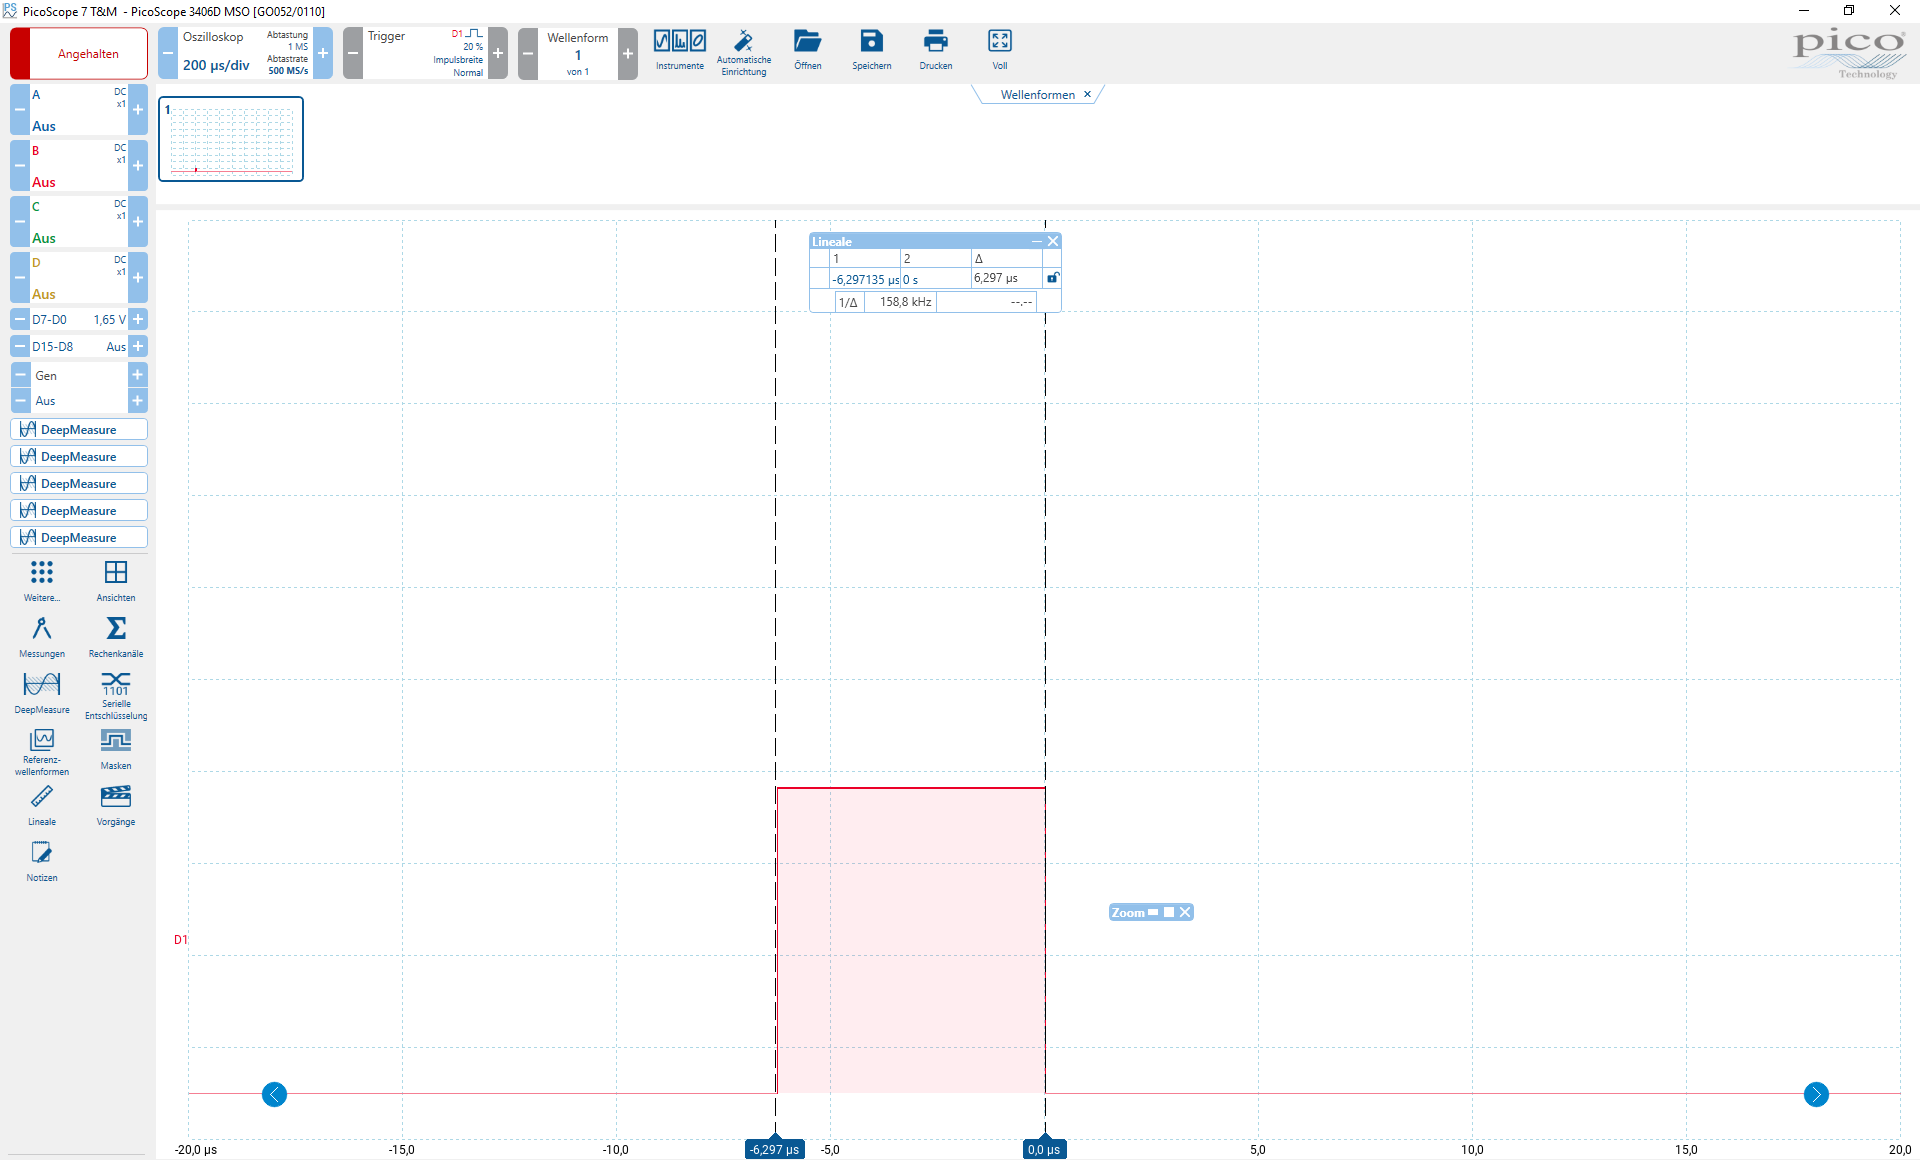 PicoScope 7 T&M - PicoScope 3406D MSO [GO052/0110]
Angehalten
Oszilloskop
200 µs/div
Abtastung
1 MS
Abtastrate
500 MS/s
Trigger
D1
20 %
Impulsbreite
Normal
Wellenform
1
von 1
Instrumente
Automatische
Einrichtung
Öffnen
Speichern
Drucken
Voll
pico
Technology
A
DC
x1
Aus
B
DC
x1
Aus
C
DC
x1
Aus
D
DC
x1
Aus
D7-D0 1,65 V
D15-D8 Aus
Gen
Aus
DeepMeasure
DeepMeasure
DeepMeasure
DeepMeasure
DeepMeasure
Weitere...
Ansichten
Messungen
Rechenkanäle
DeepMeasure
1101
Serielle
Entschlüsselung
Referenz-
wellenformen
Masken
Lineale
Vorgänge
Notizen
1
Wellenformen
Lineale
1 2 Δ
-6,297135 µs 0 s 6,297 µs
1/Δ 158,8 kHz --.--
Zoom
D1
-20,0 µs -15,0 -10,0 -6,297 µs -5,0 0,0 µs 5,0 10,0 15,0 20,0